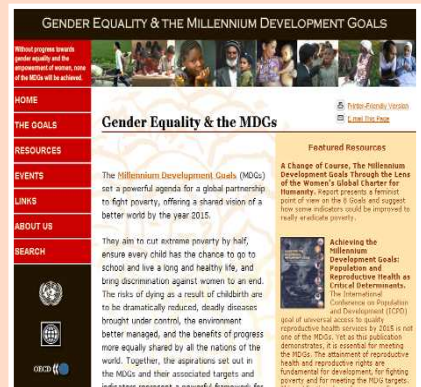 GENDER EQUALITY & THE MILLENNIUM DEVELOPMENT GOALS
Without progress towards
gender equality and the
empowerment of women, none
of the MDGs will be achieved.
HOME
THE GOALS
RESOURCES
EVENTS
LINKS
ABOUT US
SEARCH
OECD
Printer-Friendly Version
E-mail This Page
Gender Equality & the MDGs
The Millennium Development Goals (MDGs)
set a powerful agenda for a global partnership
to fight poverty, offering a shared vision of a
better world by the year 2015.
They aim to cut extreme poverty by half,
ensure every child has the chance to go to
school and live a long and healthy life, and
bring discrimination against women to an end.
The risks of dying as a result of childbirth are
to be dramatically reduced, deadly diseases
brought under control, the environment
better managed, and the benefits of progress
more equally shared by all the nations of the
world. Together, the aspirations set out in
the MDGs and their associated targets and
indicators represent a powerful framework for
Featured Resources
A Change of Course, The Millennium
Development Goals Through the Lens
of the Women's Global Charter for
Humanity. Report presents a feminist
point of view on the 8 Goals and suggest
how some indicators could be improved to
really eradicate poverty.
Achieving the
Millennium
Development Goals:
Population and
Reproductive Health as
Critical Determinants.
The International
Conference on Population
and Development (ICPD)
goal of universal access to quality
reproductive health services by 2015 is not
one of the MDGs. Yet as this publication
demonstrates, it is essential for meeting
the MDGs. The attainment of reproductive
health and reproductive rights are
fundamental for development, for fighting
poverty and for meeting the MDG targets.